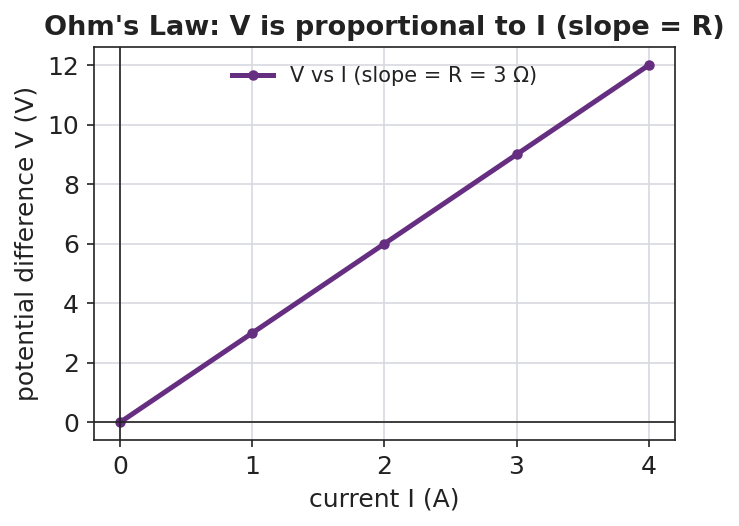 Ohm's Law: V is proportional to I (slope = R)
V vs I (slope = R = 3 Ω)
potential difference V (V)
12
10
8
6
4
2
0
0 1 2 3 4
current I (A)